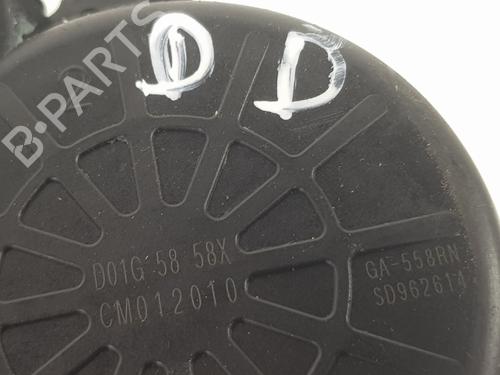 D D
B-PARTS
D01G 58 58X
CM012010
GA-558RN
SD962614